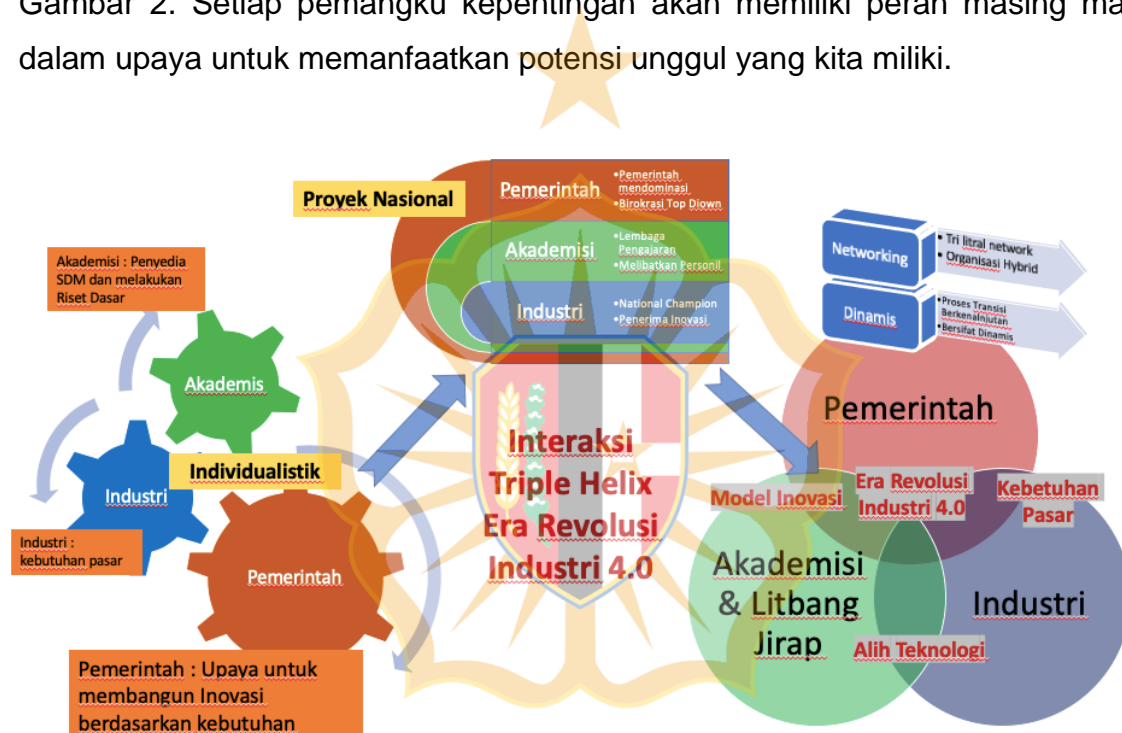 Gambar 2. Setiap pemangku kepentingan akan memiliki peran masing ma
dalam upaya untuk memanfaatkan potensi unggul yang kita miliki.
Proyek Nasional
Pemerintah
•Pemerintah
mendominasi
•Birokrasi Top Diown
Akademisi
•Lembaga
Pengajaran
•Melibatkan Personil
Industri
•National Champion
•Penerima Inovasi
Akademisi : Penyedia
SDM dan melakukan
Riset Dasar
Akademis
Industri
Individualistik
Pemerintah
Industri :
kebutuhan pasar
Pemerintah : Upaya untuk
membangun Inovasi
berdasarkan kebutuhan
Interaksi
Triple Helix
Era Revolusi
Industri 4.0
Networking
• Tri litral network
• Organisasi Hybrid
Dinamis
•Proses Transisi
Berkenalnjutan
•Bersifat Dinamis
Pemerintah
Model Inovasi
Era Revolusi
Industri 4.0
Kebetuhan
Pasar
Akademisi
& Litbang
Jirap
Industri
Alih Teknologi